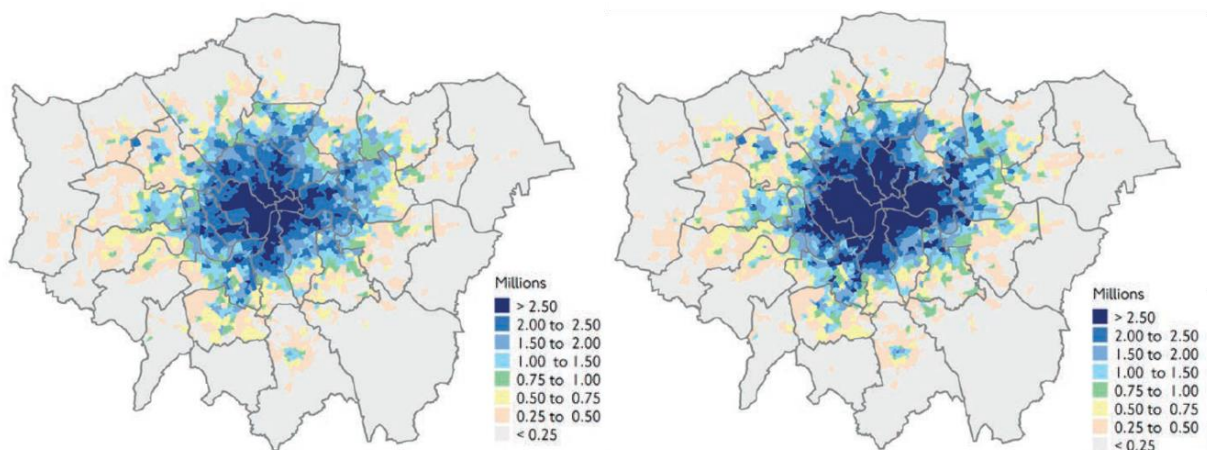 Millions
> 2.50
2.00 to 2.50
1.50 to 2.00
1.00 to 1.50
0.75 to 1.00
0.50 to 0.75
0.25 to 0.50
< 0.25
Millions
> 2.50
2.00 to 2.50
1.50 to 2.00
1.00 to 1.50
0.75 to 1.00
0.50 to 0.75
0.25 to 0.50
< 0.25